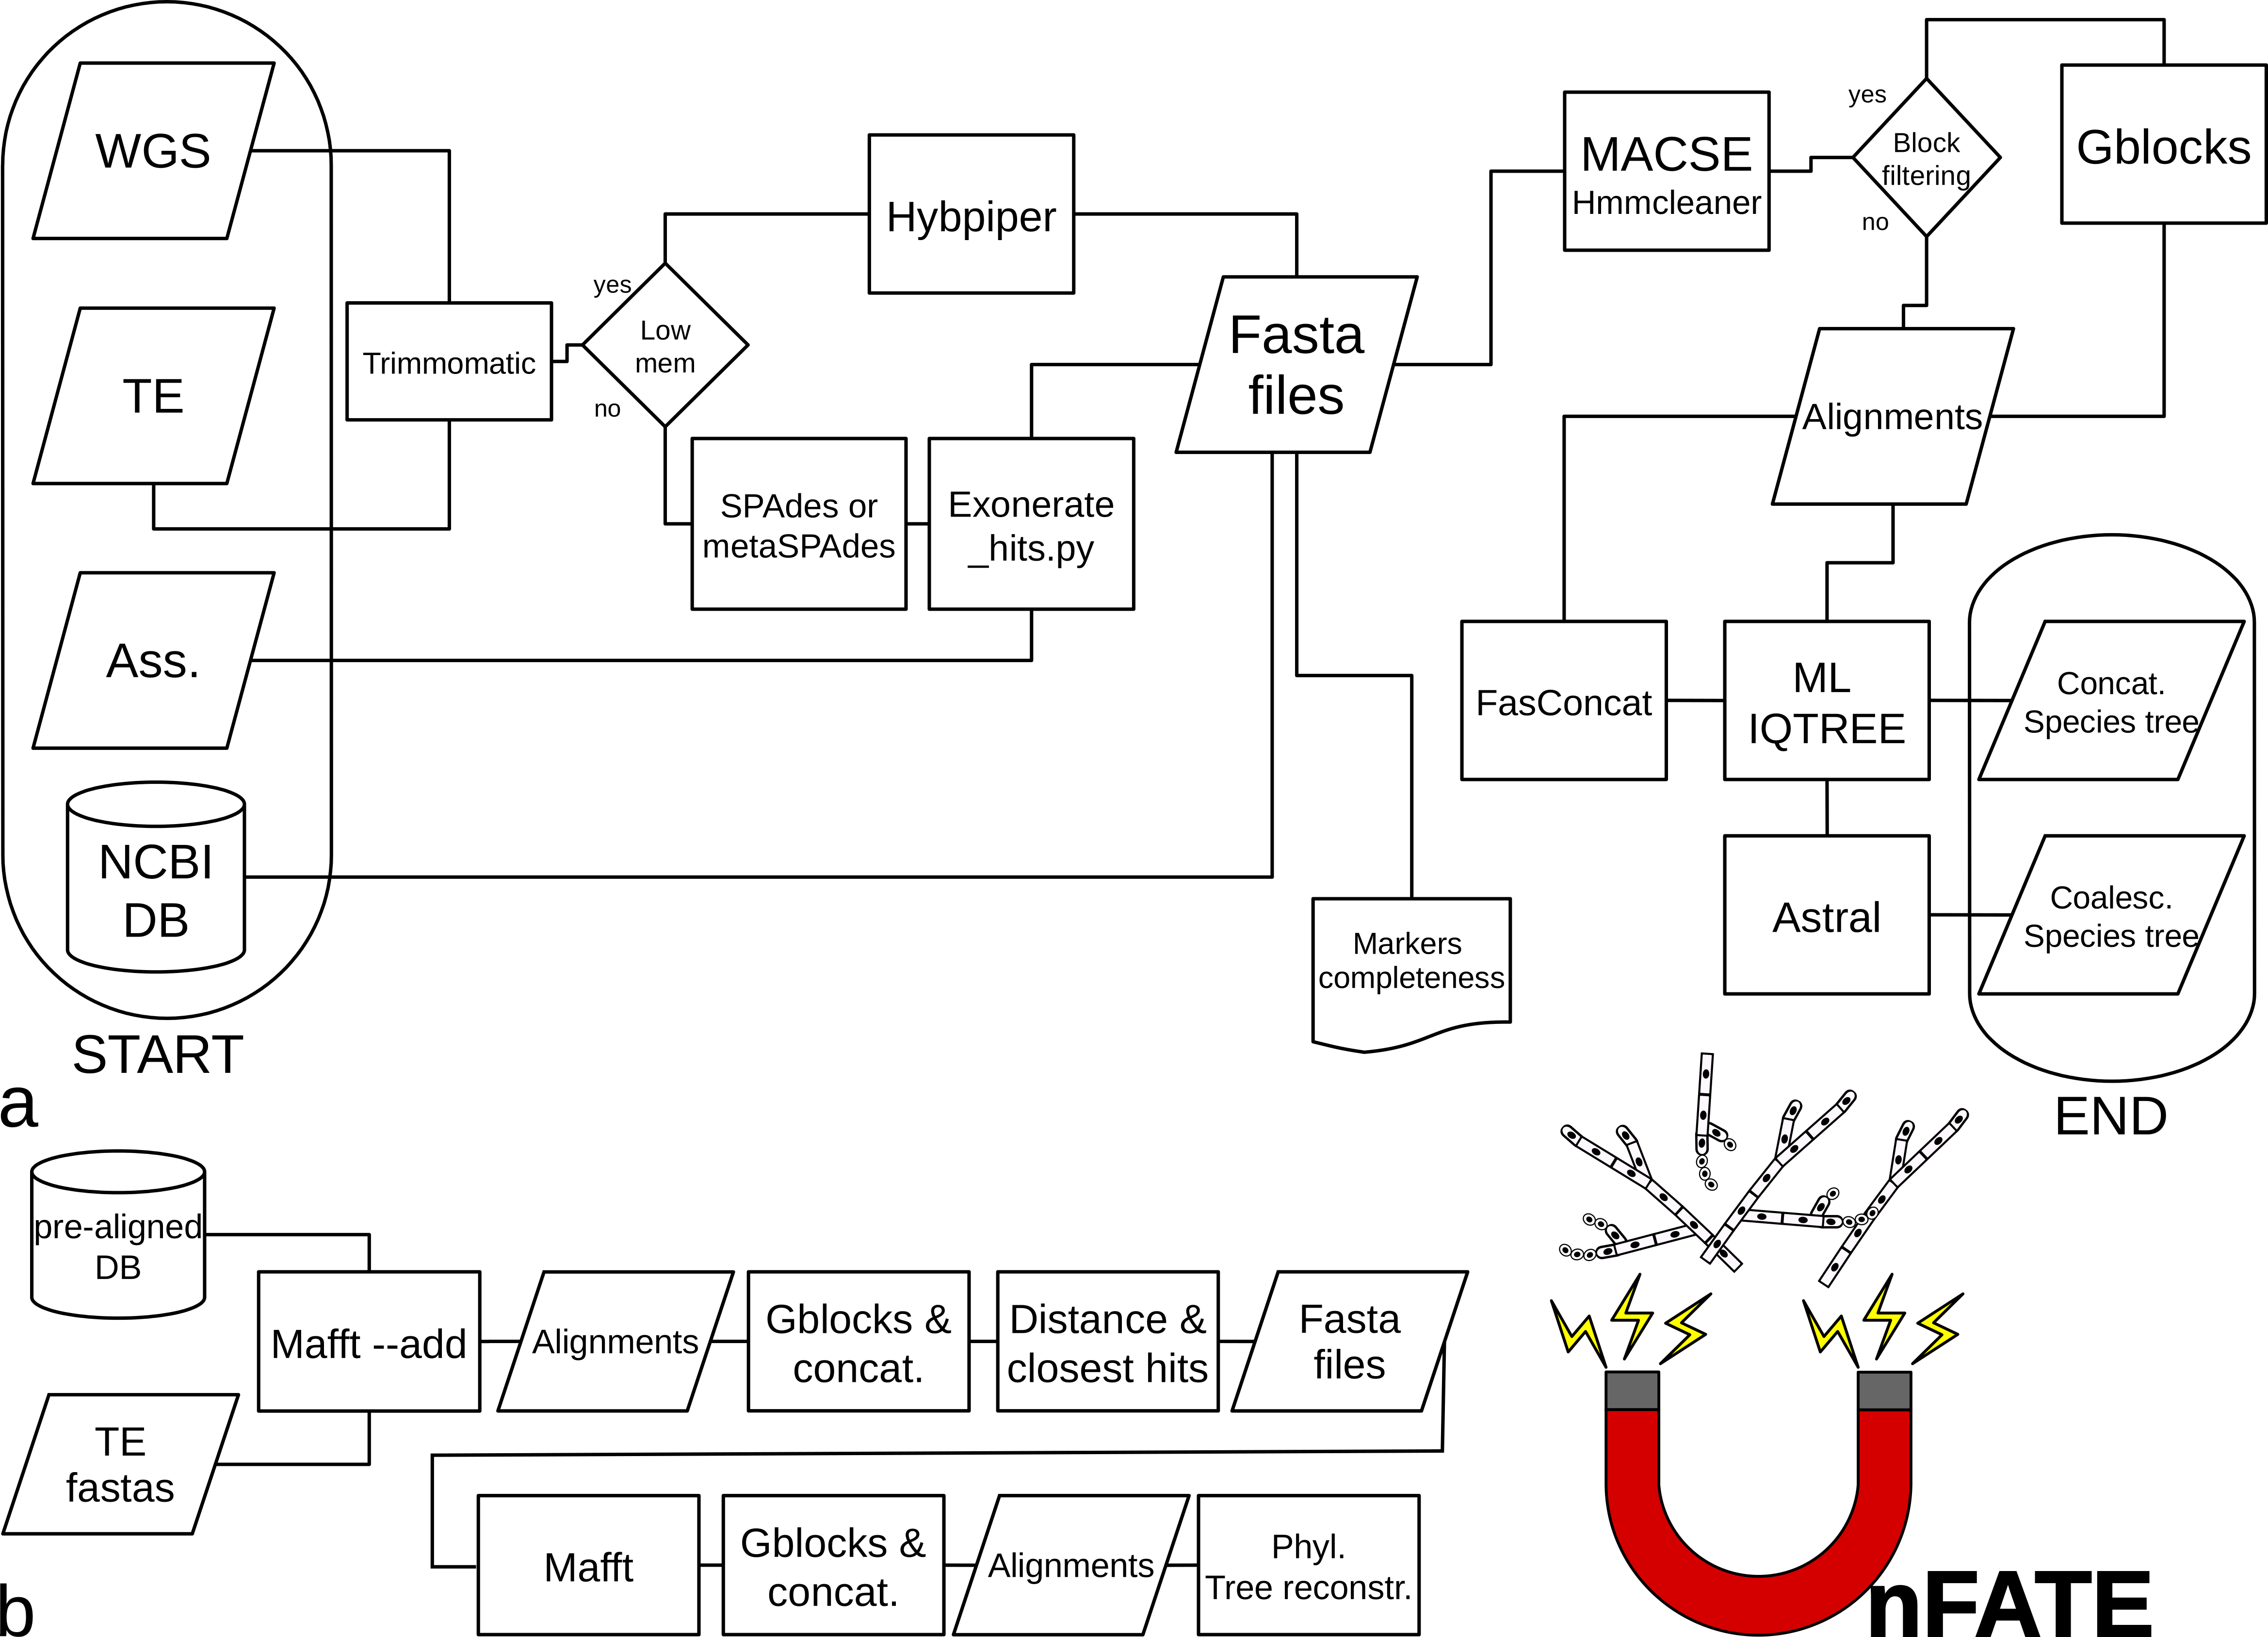 WGS
TE
Ass.
NCBI
DB
START
Trimmomatic
yes
Low
mem
no
Hybpiper
SPAdes or
metaSPAdes
Exonerate
_hits.py
Fasta
files
Markers
completeness
MACSE
Hmmcleaner
yes
Block
filtering
no
Gblocks
Alignments
FasConcat
ML
IQTREE
Astral
Concat.
Species tree
Coalesc.
Species tree
END
a
pre-aligned
DB
TE
fastas
Mafft --add
Alignments
Gblocks &
concat.
Distance &
closest hits
Fasta
files
Mafft
Gblocks &
concat.
Alignments
Phyl.
Tree reconstr.
b
nFATE